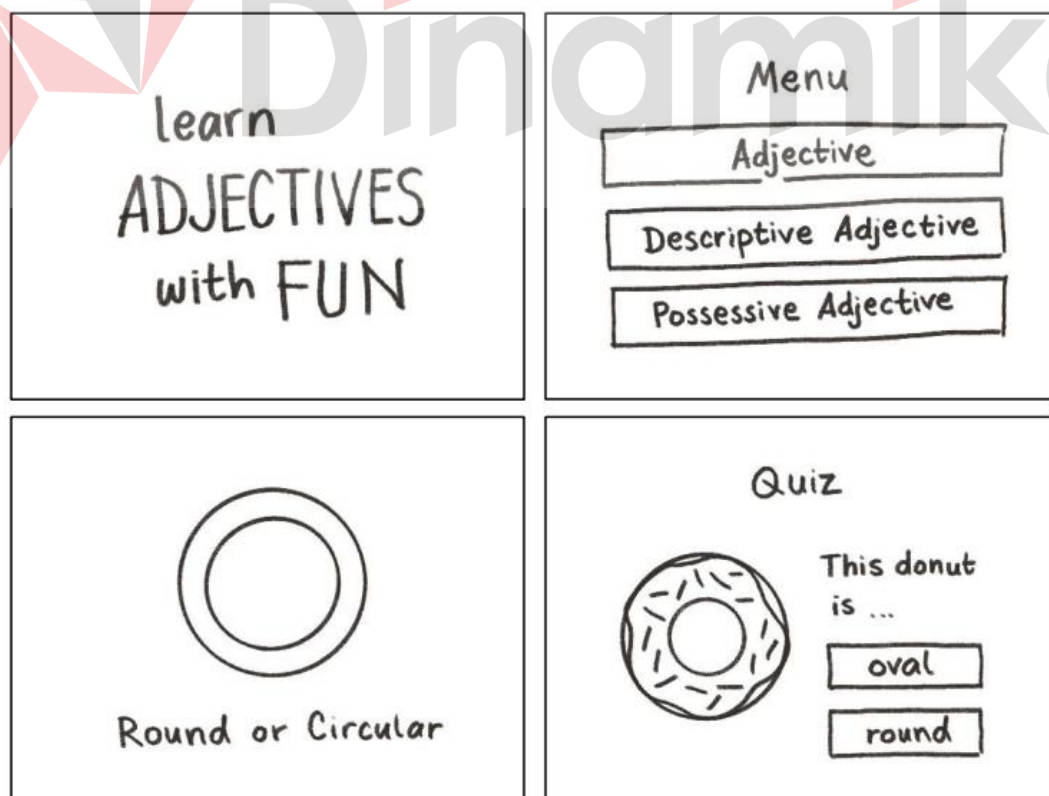 Dinamik
learn
ADJECTIVES
with FUN
Menu
Adjective
Descriptive Adjective
Possessive Adjective
Round or Circular
Quiz
This donut
is ...
oval
round